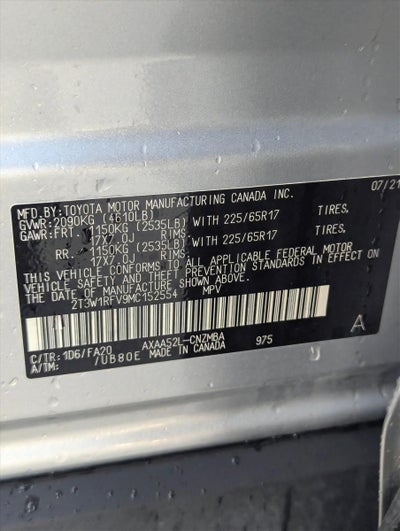 MFD.BY:TOYOTA MOTOR MANUFACTURING CANADA INC. 07/21
GVWR: 2090KG (4610LB)
GAWR:FRT. 1150KG (2535LB) WITH 225/65R17 TIRES,
17X7.0J RIMS
RR. 1150KG (2535LB) WITH 225/65R17 TIRES,
17X7.0J RIMS
THIS VEHICLE CONFORMS TO ALL APPLICABLE FEDERAL MOTOR
VEHICLE SAFETY AND THEFT PREVENTION STANDARDS IN EFFECT
ON THE DATE OF MANUFACTURE SHOWN ABOVE.
2T3W1RFV9MC152554 MPV
C/TR: 1D6/FA20 AXAA52L-CNZMBA 975 A
A/TM: /UB80E MADE IN CANADA